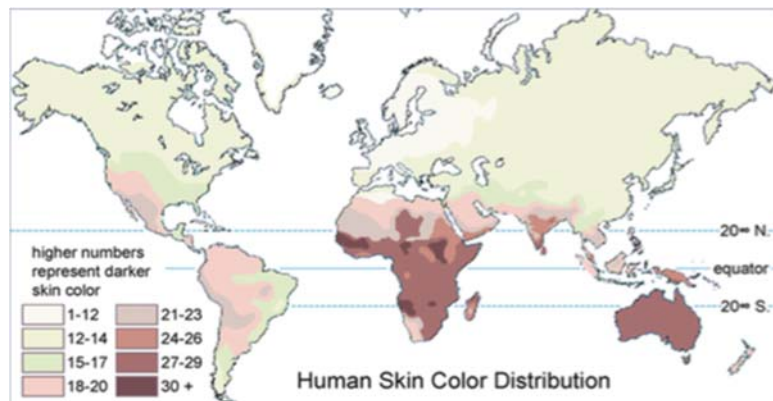 20∞ N.
higher numbers
represent darker
skin color
equator
1-12
21-23
12-14
24-26
20∞ S.
15-17
27-29
18-20
30 +
Human Skin Color Distribution